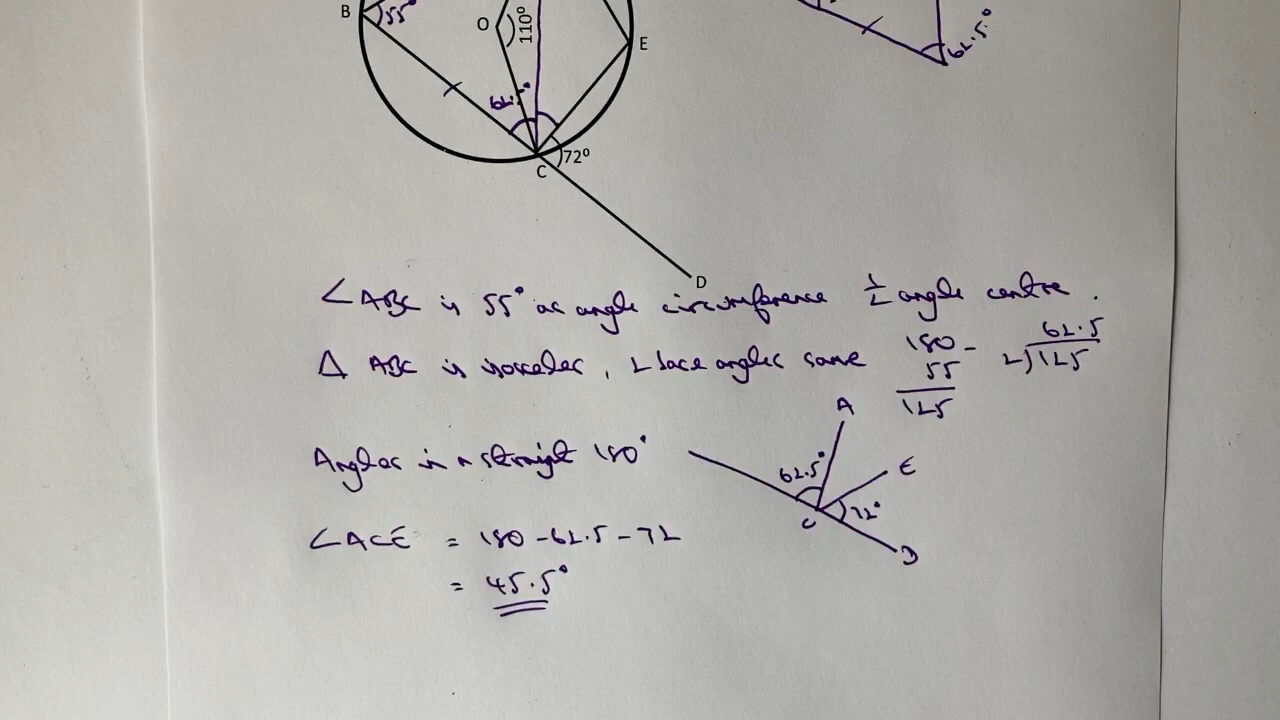 B
55°
O
110°
E
62.5°
62.5°
72°
C
D
∠ABC is 55° as angle circumference ½ angle centre.
Δ ABC is isosceles, 2 base angles same
180 -
55
125
62.5
2)125
Angles in a straight 180°
A
62.5°
E
72°
C
D
∠ACE = 180 - 62.5 - 72
= 45.5°